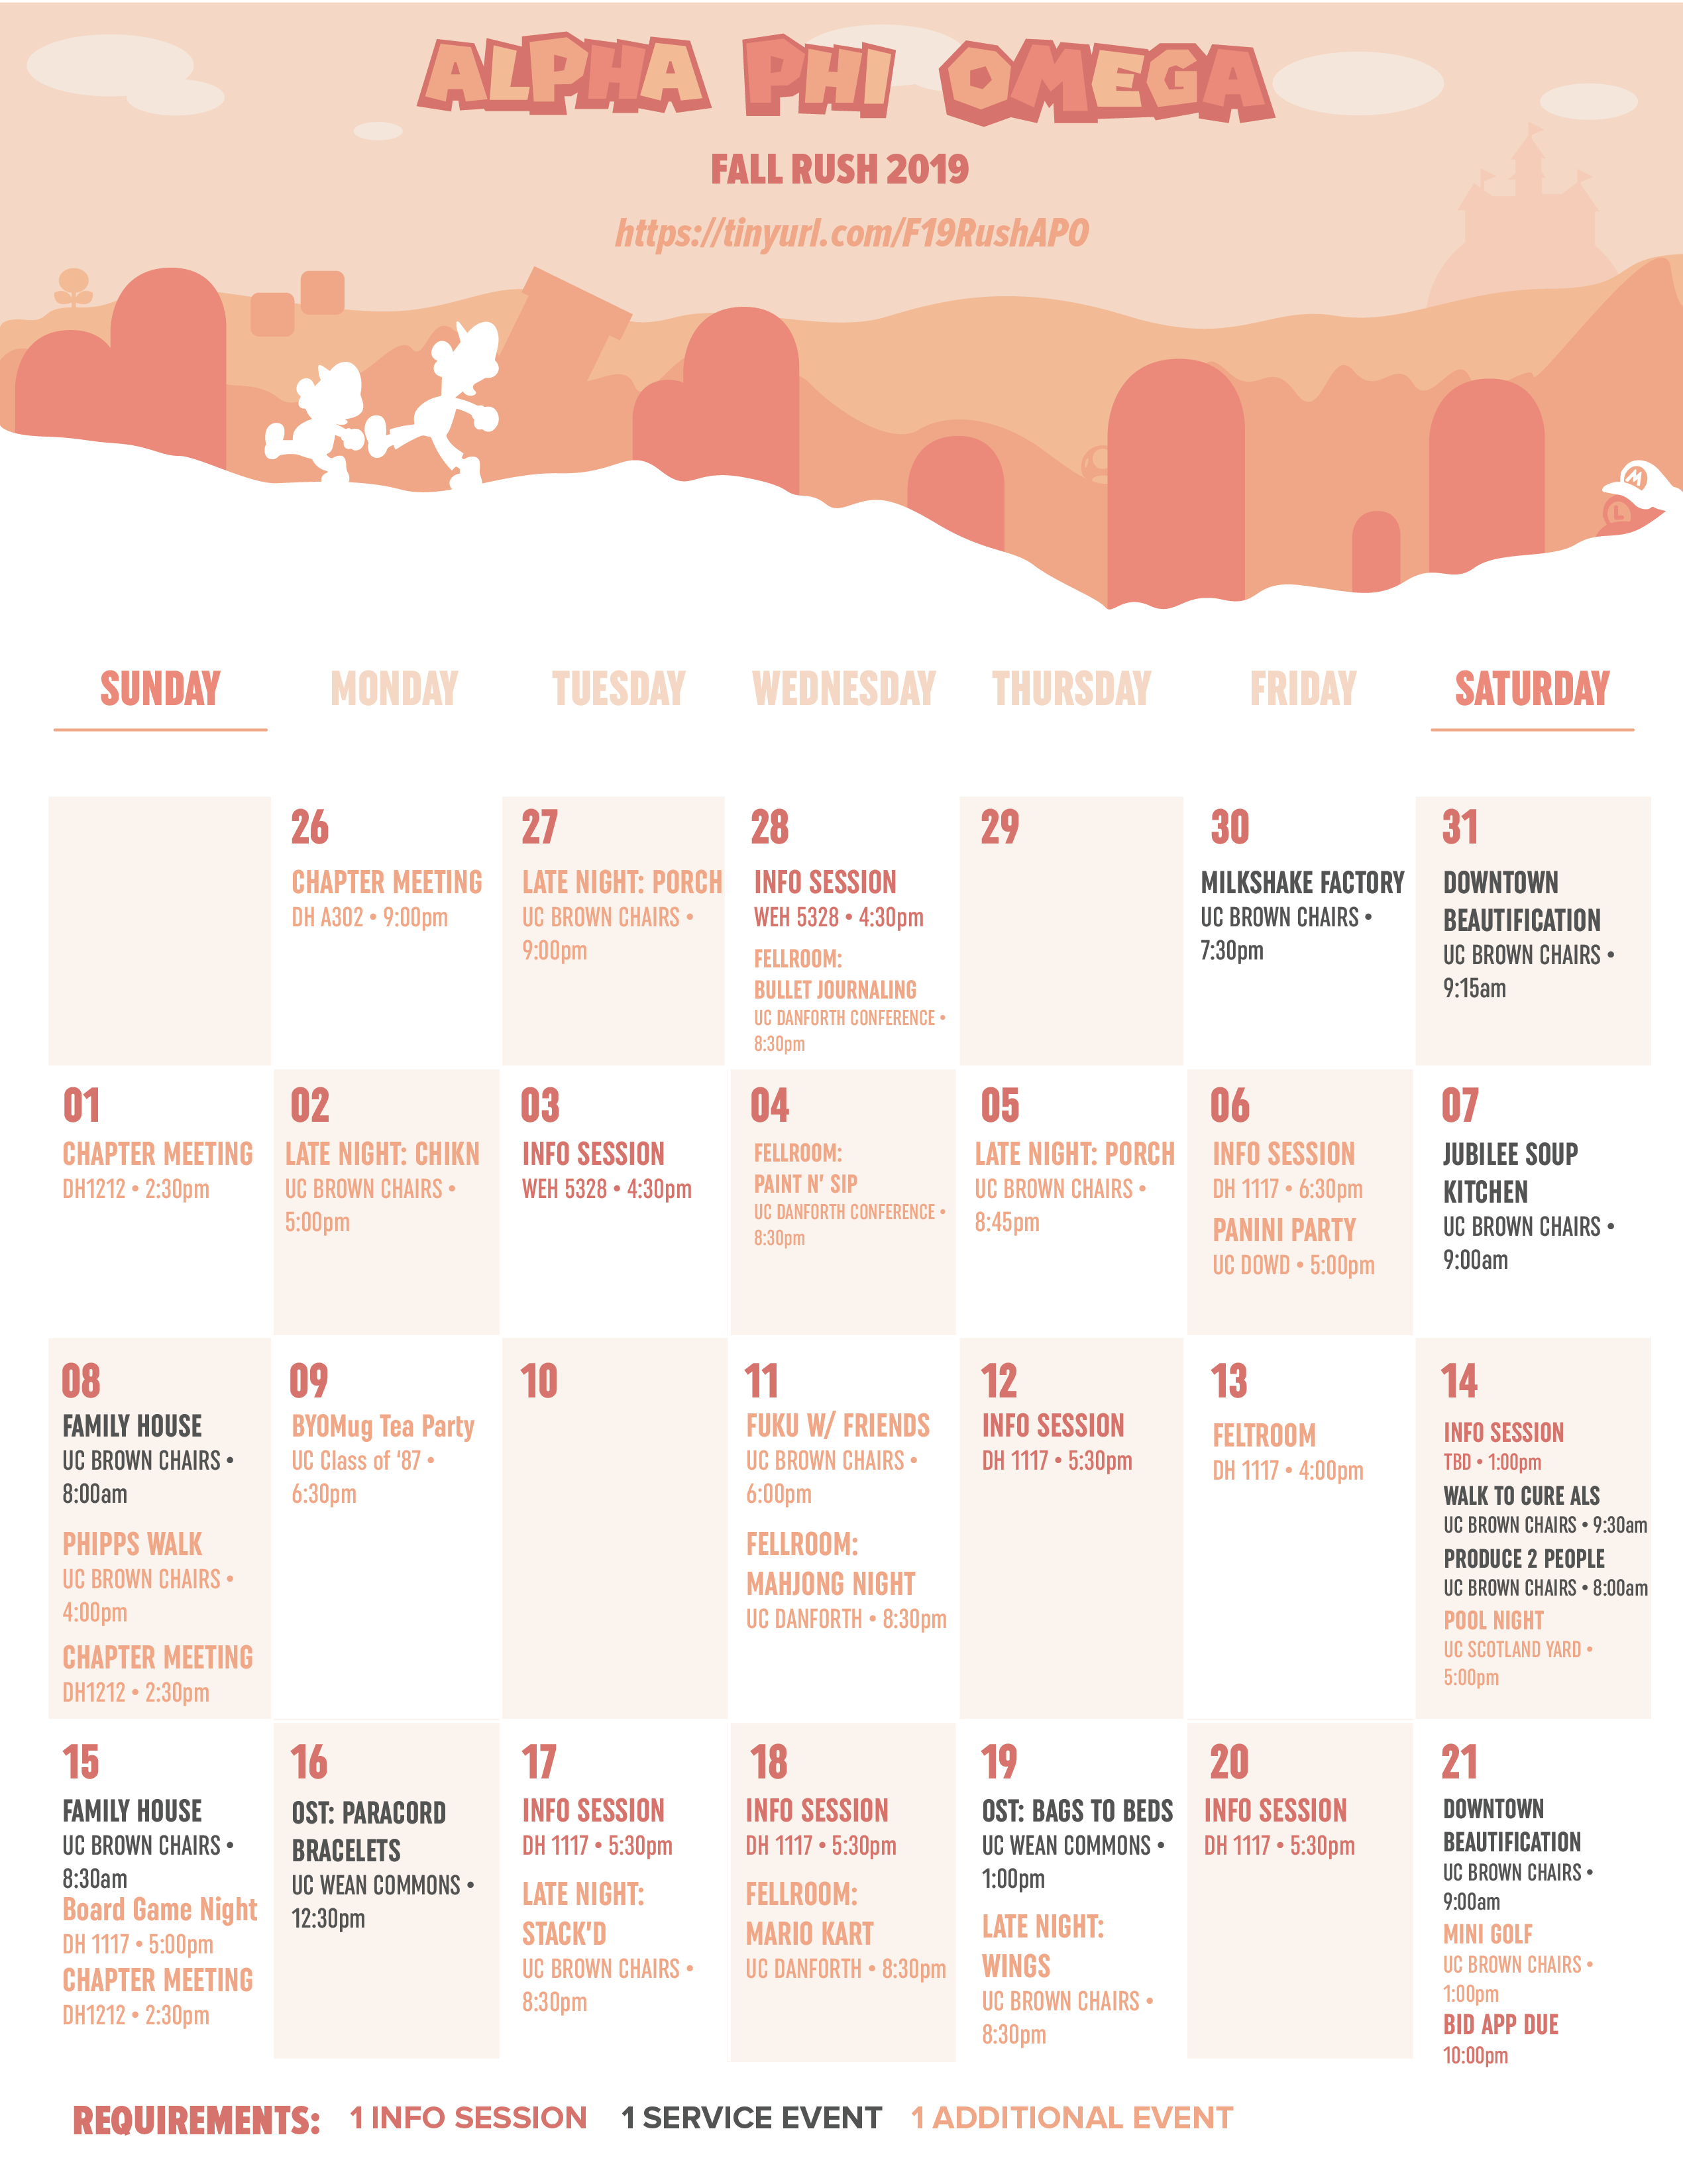 ALPHA PHI OMEGA
FALL RUSH 2019
https://tinyurl.com/F19RushAPO
M
L
SUNDAY
MONDAY
TUESDAY
WEDNESDAY
THURSDAY
FRIDAY
SATURDAY
26
CHAPTER MEETING
DH A302 • 9:00pm
27
LATE NIGHT: PORCH
UC BROWN CHAIRS •
9:00pm
28
INFO SESSION
WEH 5328 • 4:30pm
FELLROOM:
BULLET JOURNALING
UC DANFORTH CONFERENCE •
8:30pm
29
30
MILKSHAKE FACTORY
UC BROWN CHAIRS •
7:30pm
31
DOWNTOWN
BEAUTIFICATION
UC BROWN CHAIRS •
9:15am
01
CHAPTER MEETING
DH1212 • 2:30pm
02
LATE NIGHT: CHIKN
UC BROWN CHAIRS •
5:00pm
03
INFO SESSION
WEH 5328 • 4:30pm
04
FELLROOM:
PAINT N' SIP
UC DANFORTH CONFERENCE •
8:30pm
05
LATE NIGHT: PORCH
UC BROWN CHAIRS •
8:45pm
06
INFO SESSION
DH 1117 • 6:30pm
PANINI PARTY
UC DOWD • 5:00pm
07
JUBILEE SOUP
KITCHEN
UC BROWN CHAIRS •
9:00am
08
FAMILY HOUSE
UC BROWN CHAIRS •
8:00am
PHIPPS WALK
UC BROWN CHAIRS •
4:00pm
CHAPTER MEETING
DH1212 • 2:30pm
09
BYOMug Tea Party
UC Class of ‘87 •
6:30pm
10
11
FUKU W/ FRIENDS
UC BROWN CHAIRS •
6:00pm
FELLROOM:
MAHJONG NIGHT
UC DANFORTH • 8:30pm
12
INFO SESSION
DH 1117 • 5:30pm
13
FELTROOM
DH 1117 • 4:00pm
14
INFO SESSION
TBD • 1:00pm
WALK TO CURE ALS
UC BROWN CHAIRS • 9:30am
PRODUCE 2 PEOPLE
UC BROWN CHAIRS • 8:00am
POOL NIGHT
UC SCOTLAND YARD •
5:00pm
15
FAMILY HOUSE
UC BROWN CHAIRS •
8:30am
Board Game Night
DH 1117 • 5:00pm
CHAPTER MEETING
DH1212 • 2:30pm
16
OST: PARACORD
BRACELETS
UC WEAN COMMONS •
12:30pm
17
INFO SESSION
DH 1117 • 5:30pm
LATE NIGHT:
STACK'D
UC BROWN CHAIRS •
8:30pm
18
INFO SESSION
DH 1117 • 5:30pm
FELLROOM:
MARIO KART
UC DANFORTH • 8:30pm
19
OST: BAGS TO BEDS
UC WEAN COMMONS •
1:00pm
LATE NIGHT:
WINGS
UC BROWN CHAIRS •
8:30pm
20
INFO SESSION
DH 1117 • 5:30pm
21
DOWNTOWN
BEAUTIFICATION
UC BROWN CHAIRS •
9:00am
MINI GOLF
UC BROWN CHAIRS •
1:00pm
BID APP DUE
10:00pm
REQUIREMENTS: 1 INFO SESSION 1 SERVICE EVENT 1 ADDITIONAL EVENT